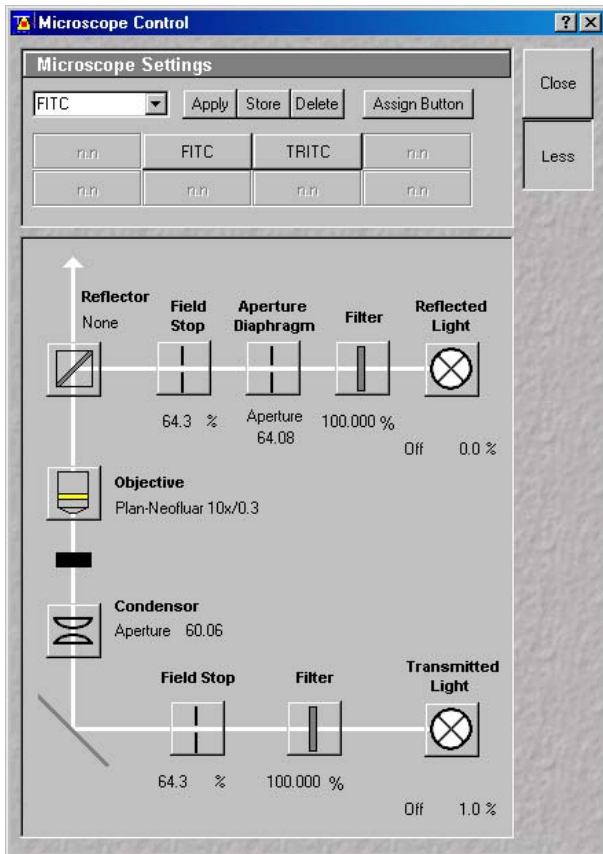 Microscope Control
Microscope Settings
FITC
Apply
Store
Delete
Assign Button
Close
Less
n.n
FITC
TRITC
n.n
n.n
n.n
n.n
n.n
Reflector
None
Field
Stop
Aperture
Diaphragm
Filter
Reflected
Light
64.3 %
Aperture
64.08
100.000 %
Off 0.0 %
Objective
Plan-Neofluar 10x/0.3
Condensor
Aperture 60.06
Field Stop
Filter
Transmitted
Light
64.3 %
100.000 %
Off 1.0 %